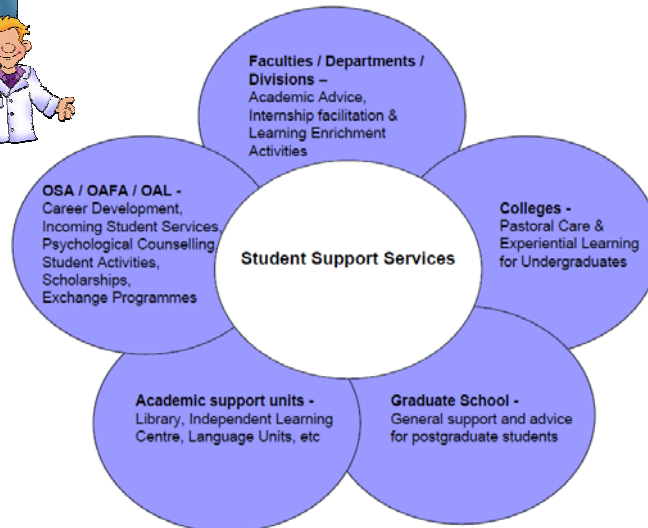 Faculties / Departments /
Divisions –
Academic Advice,
Internship facilitation &
Learning Enrichment
Activities
OSA / OAFA / OAL -
Career Development,
Incoming Student Services,
Psychological Counselling,
Student Activities,
Scholarships,
Exchange Programmes
Colleges -
Pastoral Care &
Experiential Learning
for Undergraduates
Student Support Services
Academic support units -
Library, Independent Learning
Centre, Language Units, etc
Graduate School -
General support and advice
for postgraduate students